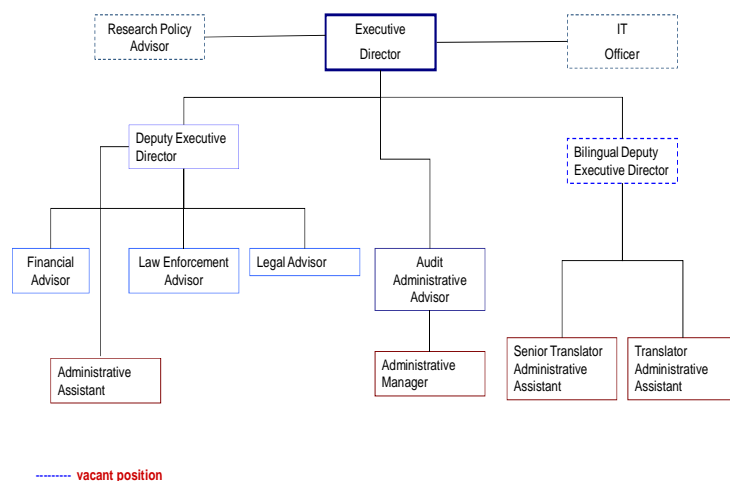 Research Policy
Advisor
Executive
Director
IT
Officer
Deputy Executive
Director
Bilingual Deputy
Executive Director
Financial
Advisor
Law Enforcement
Advisor
Legal Advisor
Audit
Administrative
Advisor
Administrative
Assistant
Administrative
Manager
Senior Translator
Administrative
Assistant
Translator
Administrative
Assistant
--------- vacant position